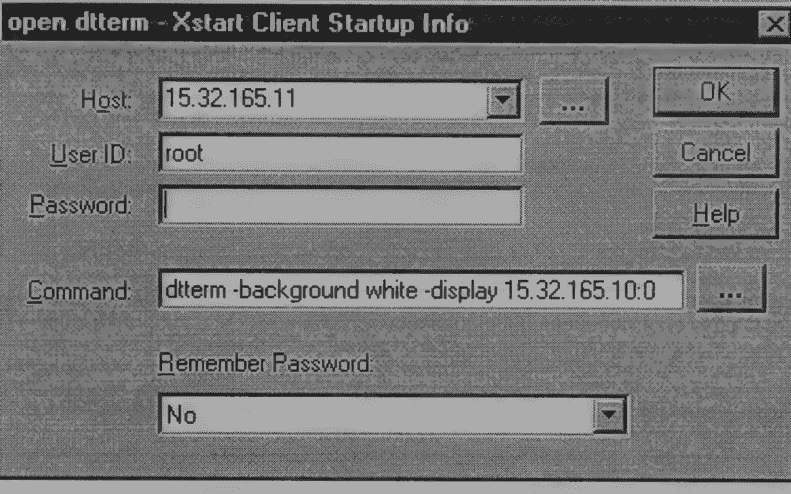 open dtterm - Xstart Client Startup Info
Host: 15.32.165.11 ... OK
User ID: root Cancel
Password: Help
Command: dtterm -background white -display 15.32.165.10:0 ...
Remember Password:
No